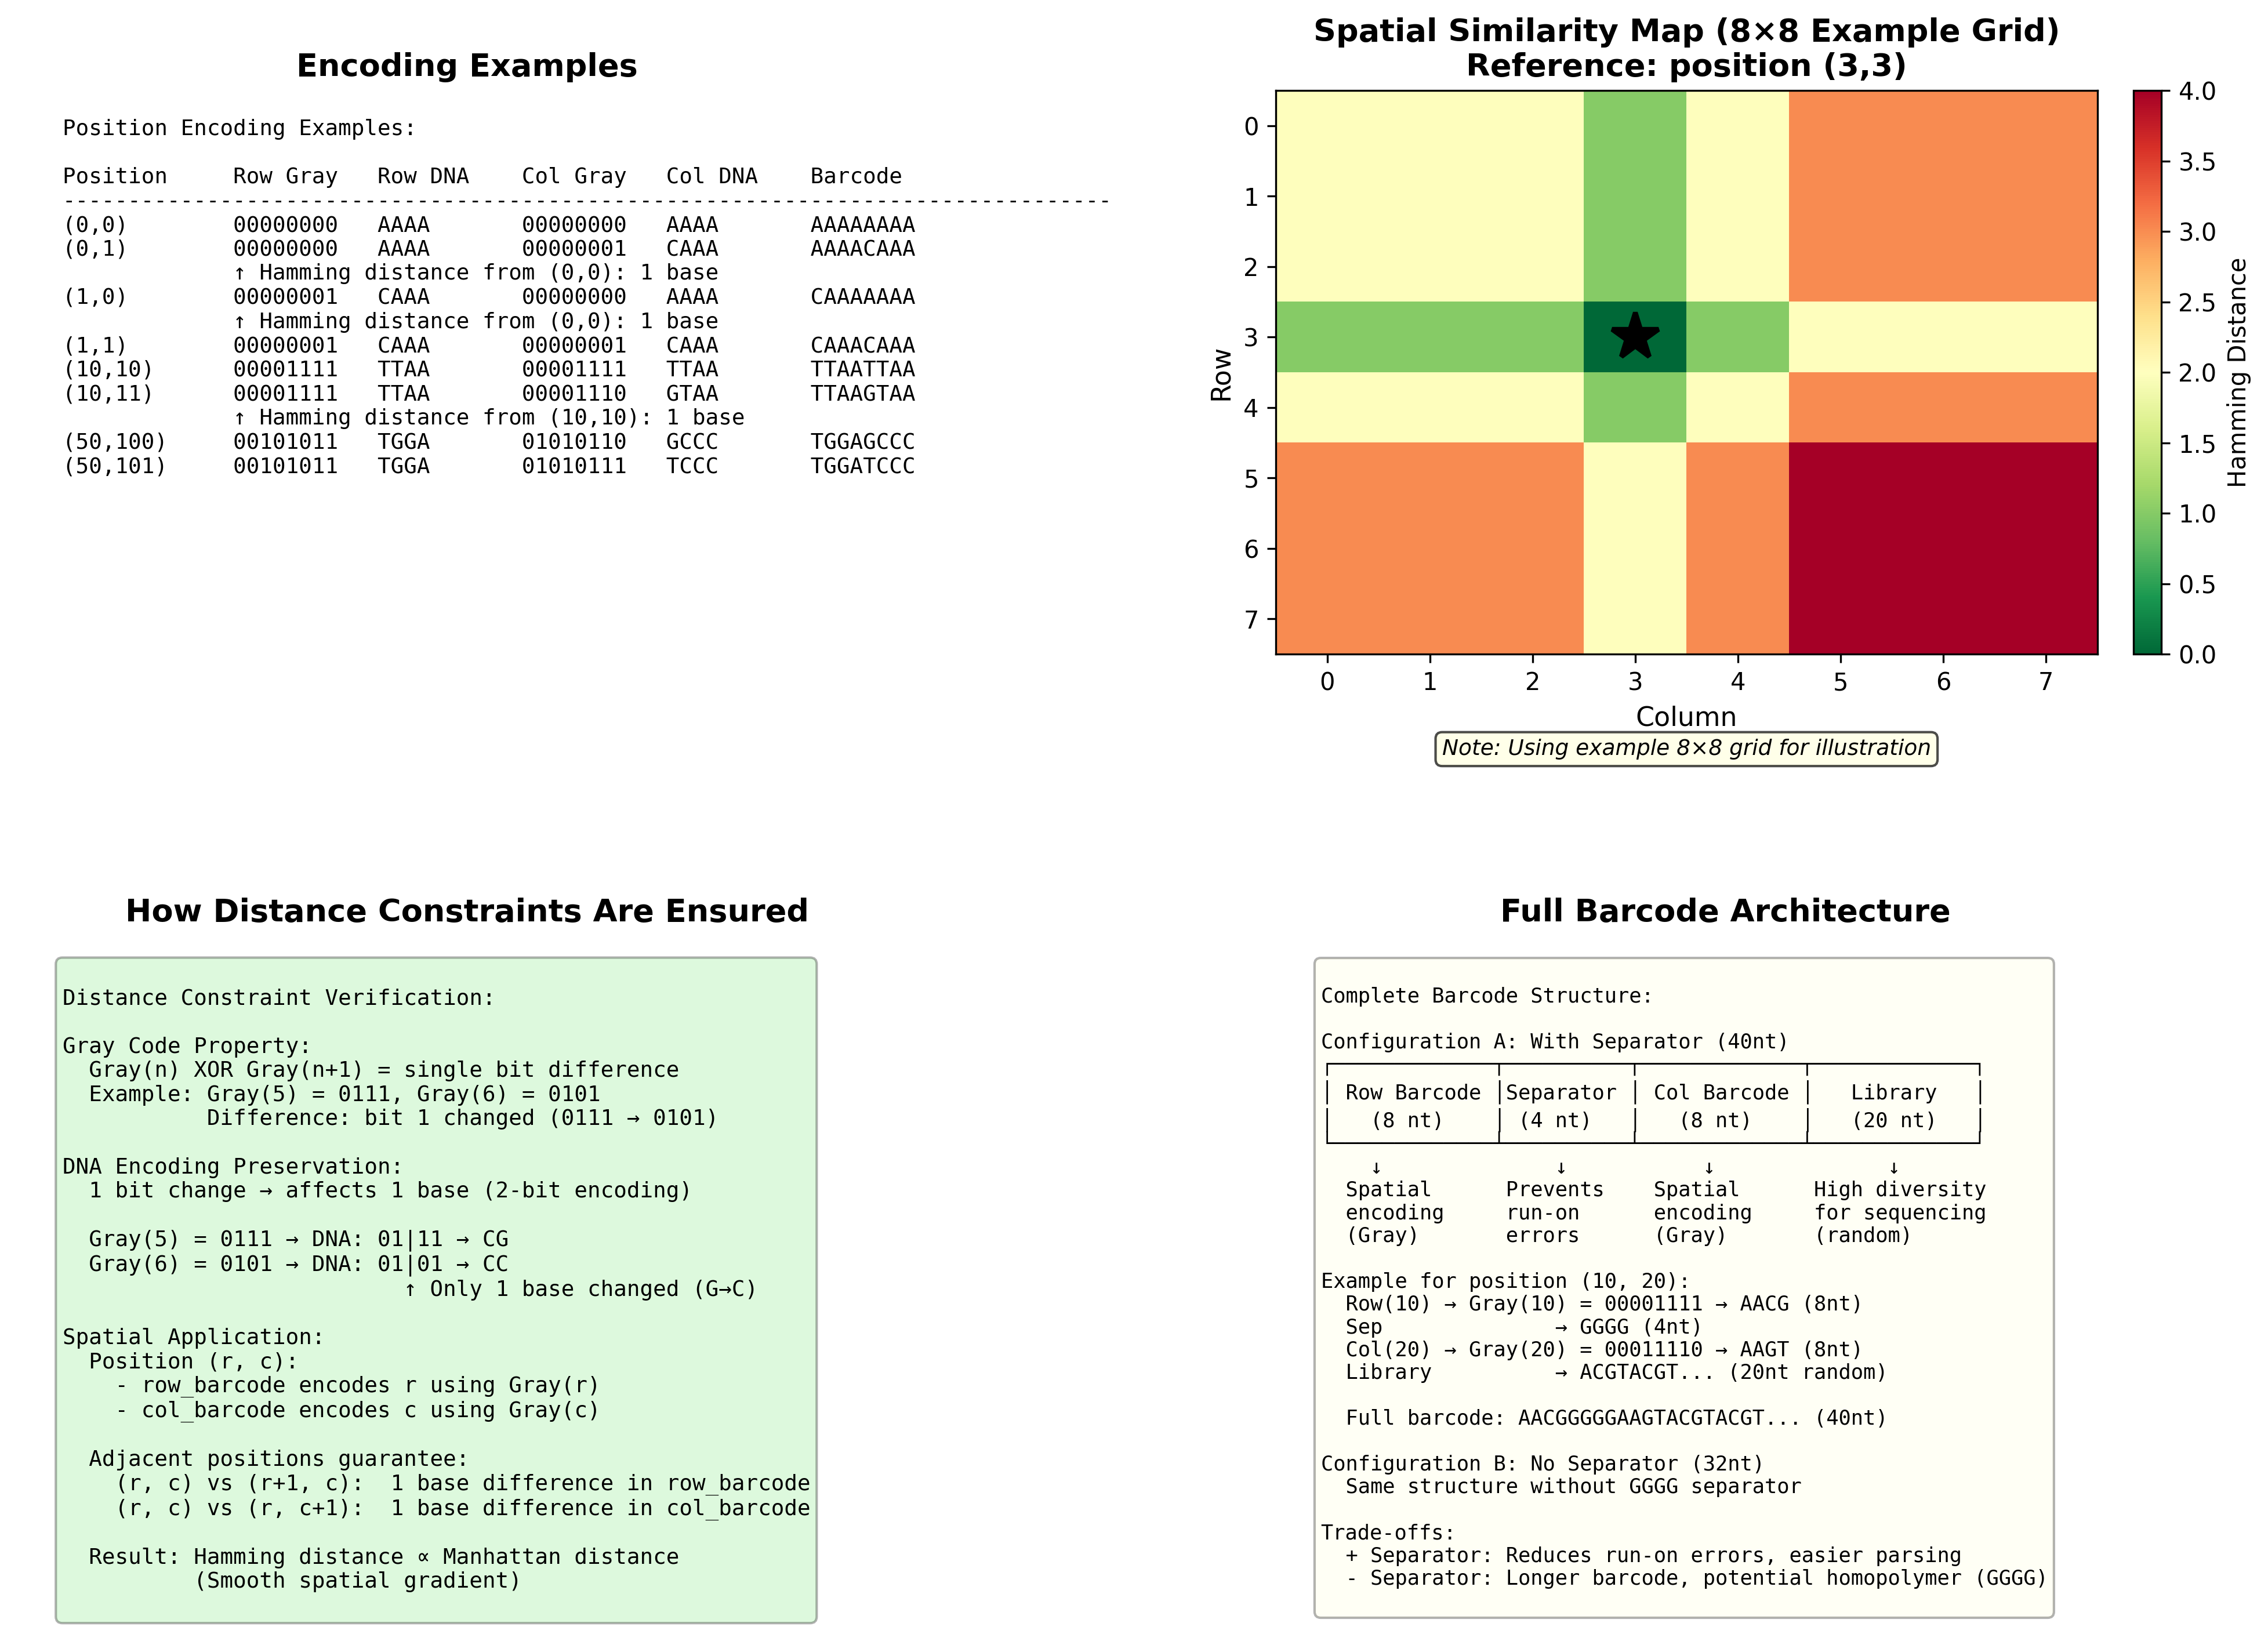 Encoding Examples
Position Encoding Examples:
Position Row Gray Row DNA Col Gray Col DNA Barcode
--------------------------------------------------------------------------------
(0,0) 00000000 AAAA 00000000 AAAA AAAAAAAA
(0,1) 00000000 AAAA 00000001 CAAA AAAACAAA
↑ Hamming distance from (0,0): 1 base
(1,0) 00000001 CAAA 00000000 AAAA CAAAAAAA
↑ Hamming distance from (0,0): 1 base
(1,1) 00000001 CAAA 00000001 CAAA CAAACAAA
(10,10) 00001111 TTAA 00001111 TTAA TTAATTAA
(10,11) 00001111 TTAA 00001110 GTAA TTAAGTAA
↑ Hamming distance from (10,10): 1 base
(50,100) 00101011 TGGA 01010110 GCCC TGGAGCCC
(50,101) 00101011 TGGA 01010111 TCCC TGGATCCC
Spatial Similarity Map (8×8 Example Grid)
Reference: position (3,3)
0
1
2
3
4
5
6
7
Row
0 1 2 3 4 5 6 7
Column
4.0
3.5
3.0
2.5
2.0
1.5
1.0
0.5
0.0
Hamming Distance
Note: Using example 8×8 grid for illustration
How Distance Constraints Are Ensured
Distance Constraint Verification:
Gray Code Property:
Gray(n) XOR Gray(n+1) = single bit difference
Example: Gray(5) = 0111, Gray(6) = 0101
Difference: bit 1 changed (0111 → 0101)
DNA Encoding Preservation:
1 bit change → affects 1 base (2-bit encoding)
Gray(5) = 0111 → DNA: 01|11 → CG
Gray(6) = 0101 → DNA: 01|01 → CC
↑ Only 1 base changed (G→C)
Spatial Application:
Position (r, c):
- row_barcode encodes r using Gray(r)
- col_barcode encodes c using Gray(c)
Adjacent positions guarantee:
(r, c) vs (r+1, c): 1 base difference in row_barcode
(r, c) vs (r, c+1): 1 base difference in col_barcode
Result: Hamming distance ∝ Manhattan distance
(Smooth spatial gradient)
Full Barcode Architecture
Complete Barcode Structure:
Configuration A: With Separator (40nt)
Row Barcode Separator Col Barcode Library
(8 nt) (4 nt) (8 nt) (20 nt)
↓ ↓ ↓ ↓
Spatial Prevents Spatial High diversity
encoding run-on encoding for sequencing
(Gray) errors (Gray) (random)
Example for position (10, 20):
Row(10) → Gray(10) = 00001111 → AACG (8nt)
Sep → GGGG (4nt)
Col(20) → Gray(20) = 00011110 → AAGT (8nt)
Library → ACGTACGT... (20nt random)
Full barcode: AACGGGGGAAGTACGTACGT... (40nt)
Configuration B: No Separator (32nt)
Same structure without GGGG separator
Trade-offs:
+ Separator: Reduces run-on errors, easier parsing
- Separator: Longer barcode, potential homopolymer (GGGG)